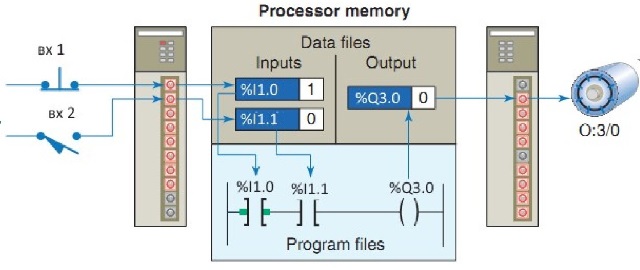 Processor memory
Data files
Inputs
Output
вх 1
%I1.0 1
%Q3.0 0
вх 2
%I1.1 0
O:3/0
%I1.0
%I1.1
%Q3.0
Program files